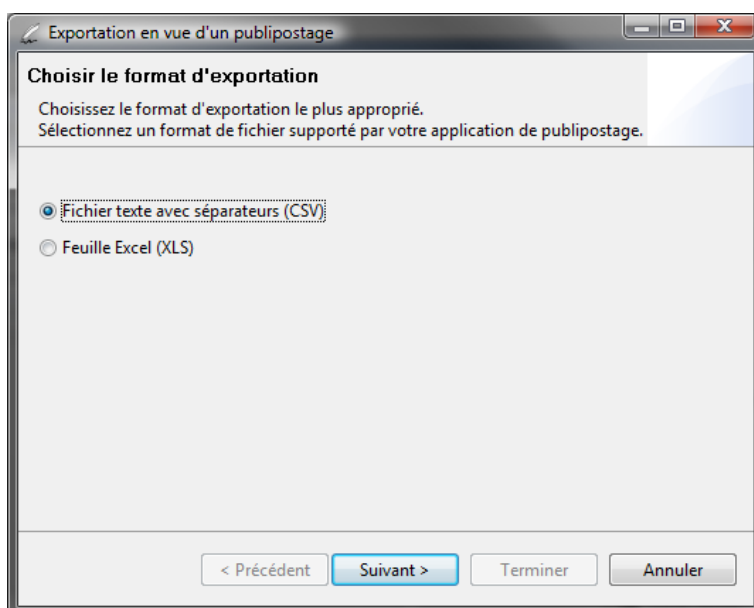 Exportation en vue d'un publipostage
Choisir le format d'exportation
Choisissez le format d'exportation le plus approprié.
Sélectionnez un format de fichier supporté par votre application de publipostage.
Fichier texte avec séparateurs (CSV)
Feuille Excel (XLS)
< Précédent
Suivant >
Terminer
Annuler